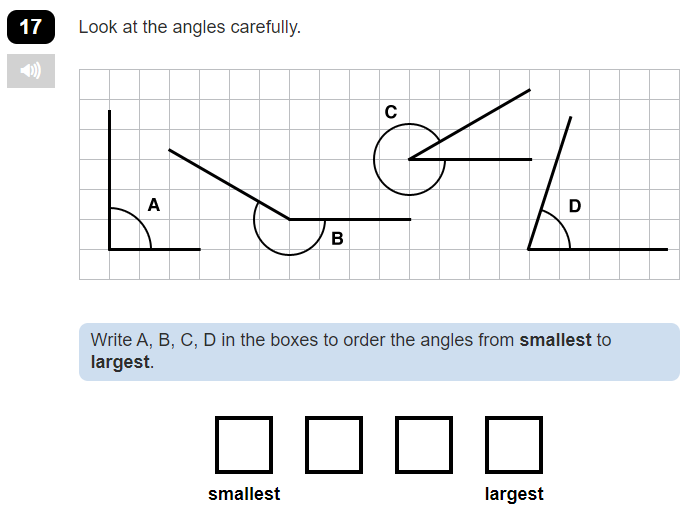 17
Look at the angles carefully.
C
A
D
B
Write A, B, C, D in the boxes to order the angles from smallest to
largest.
smallest
largest